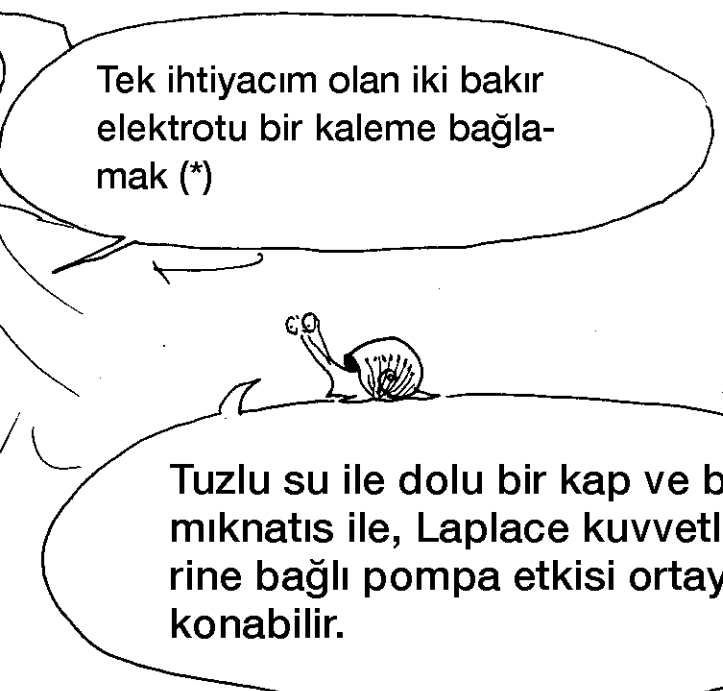 Tek ihtiyacım olan iki bakır
elektrotu bir kaleme bağla-
mak (*)
Tuzlu su ile dolu bir kap ve b
mıknatıs ile, Laplace kuvvetl
rine bağlı pompa etkisi ortay
konabilir.